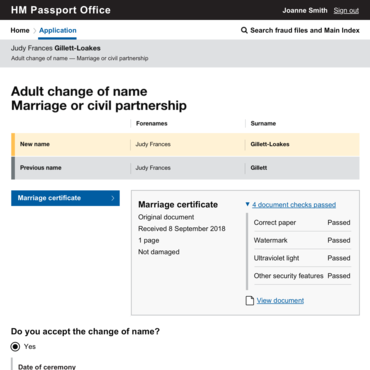 HM Passport Office
Joanne Smith Sign out
Home Application
Search fraud files and Main Index
Judy Frances Gillett-Loakes
Adult change of name — Marriage or civil partnership
Adult change of name
Marriage or civil partnership
Forenames Surname
New name Judy Frances Gillett-Loakes
Previous name Judy Frances Gillett
Marriage certificate
Marriage certificate
Original document
Received 8 September 2018
1 page
Not damaged
4 document checks passed
Correct paper Passed
Watermark Passed
Ultraviolet light Passed
Other security features Passed
View document
Do you accept the change of name?
Yes
Date of ceremony